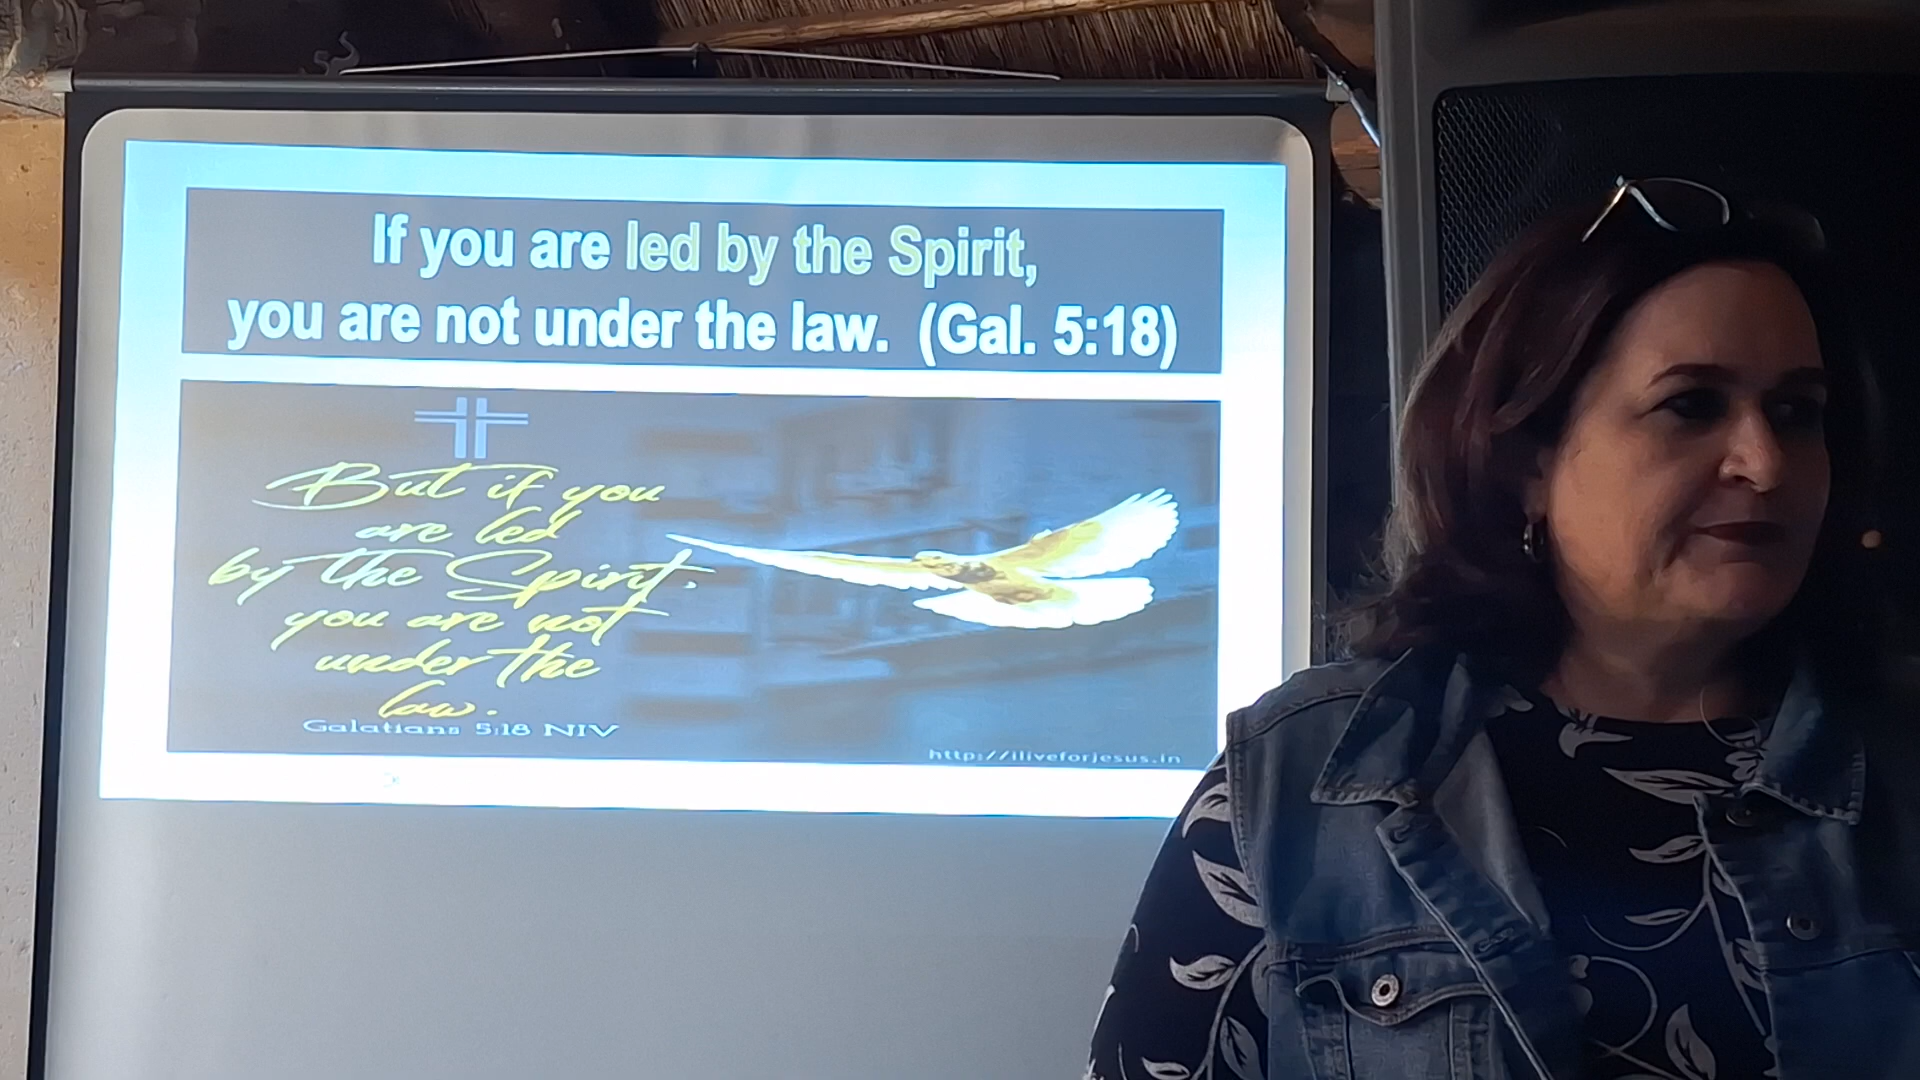 If you are led by the Spirit,
you are not under the law. (Gal. 5:18)
But if you
are led
by the Spirit,
you are not
under the
law.
Galatians 5:18 NIV
http://iliveforjesus.in